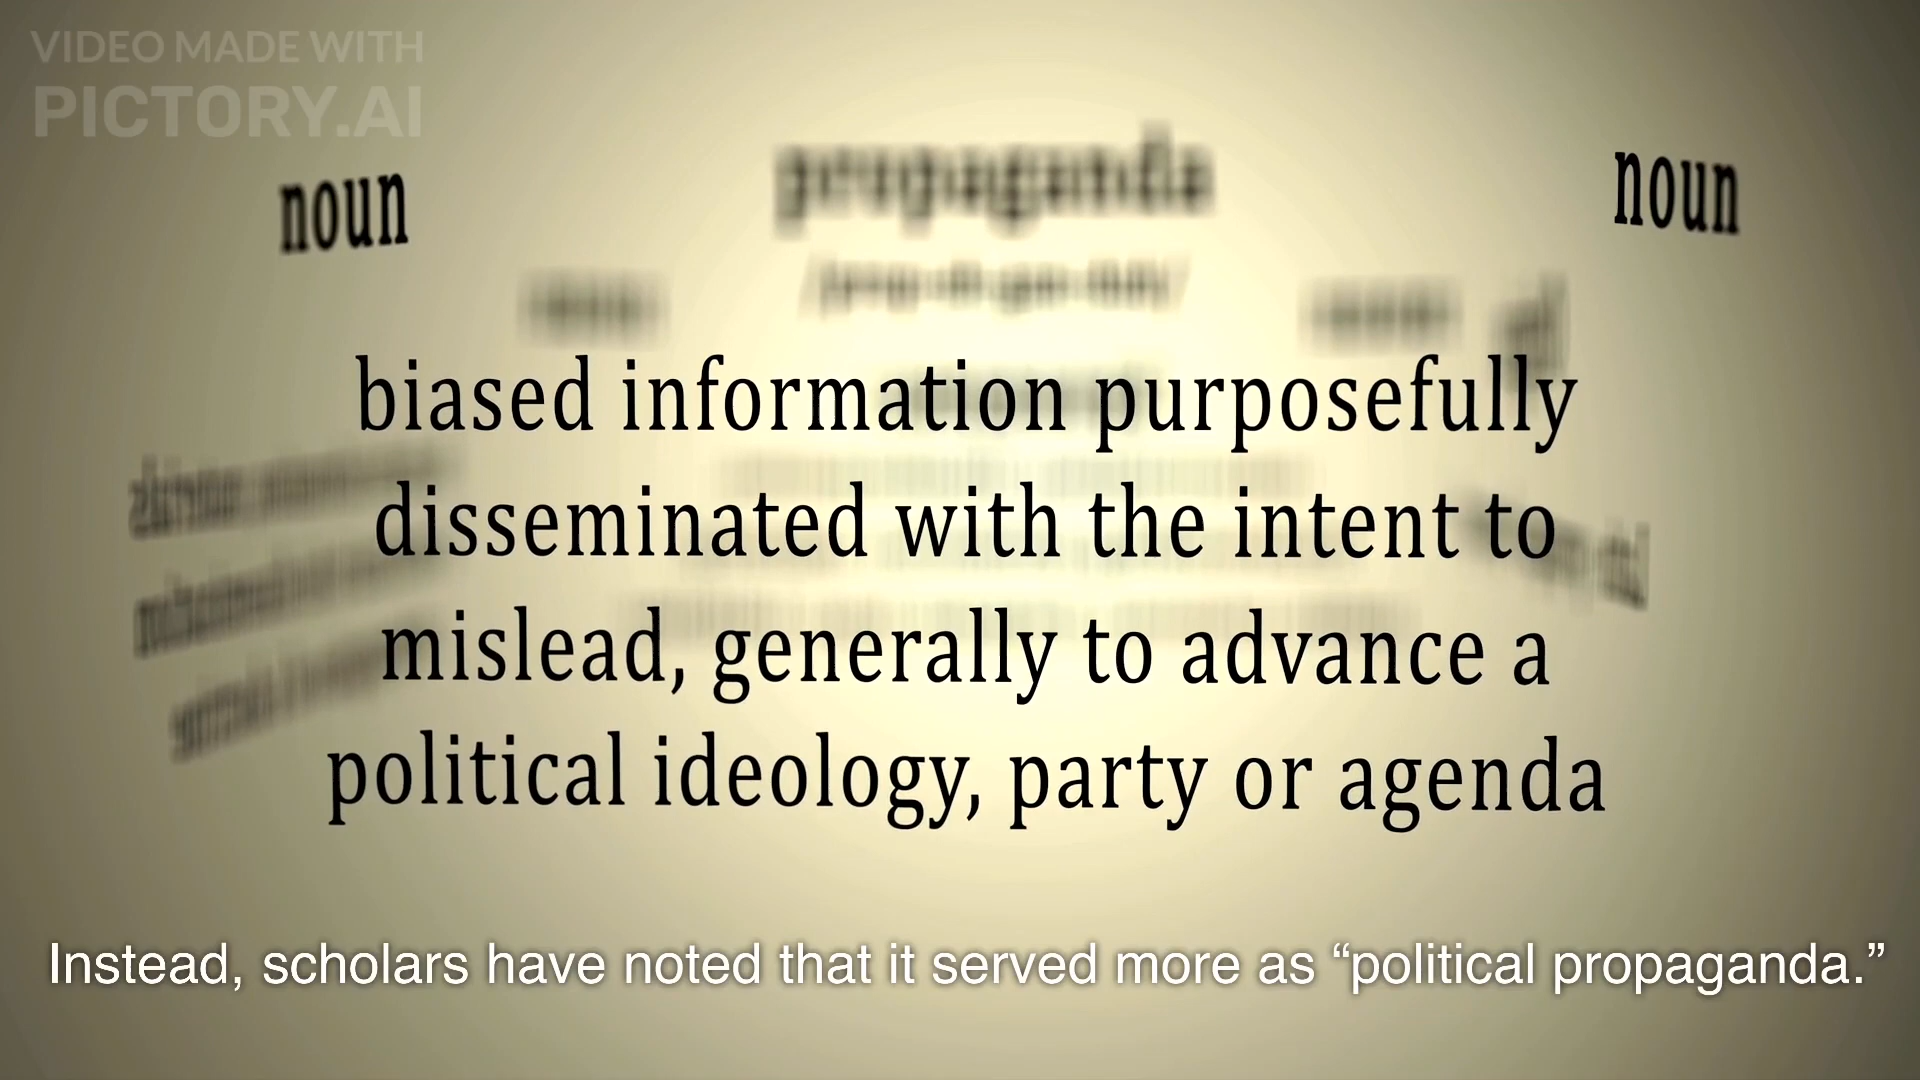 VIDEO MADE WITH
PICTORY.AI
noun
propaganda
noun
biased information purposefully
disseminated with the intent to
mislead, generally to advance a
political ideology, party or agenda
Instead, scholars have noted that it served more as “political propaganda.”